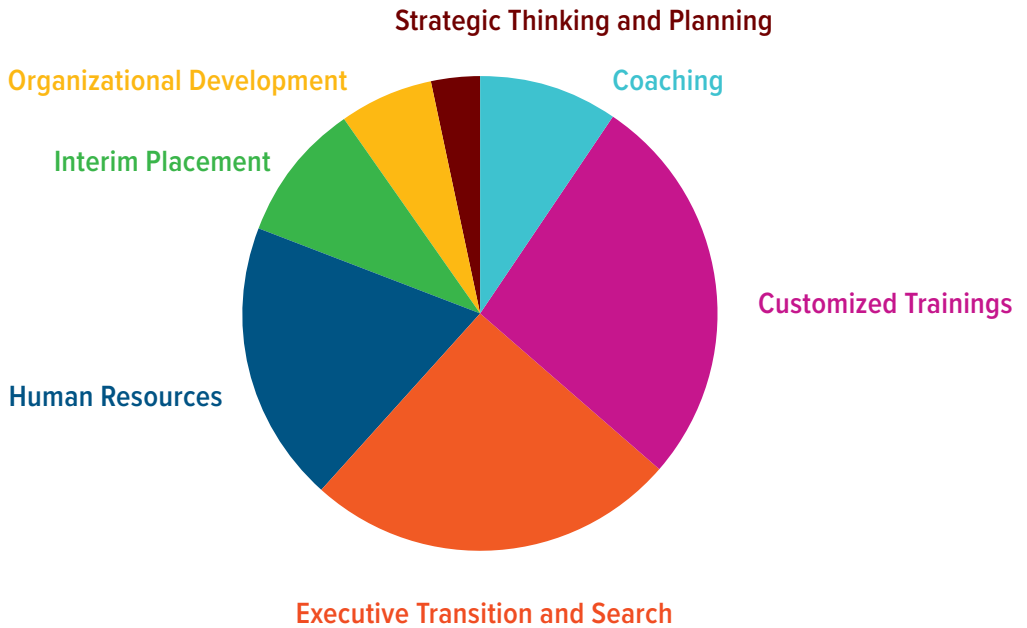 Strategic Thinking and Planning
Organizational Development
Coaching
Interim Placement
Customized Trainings
Human Resources
Executive Transition and Search